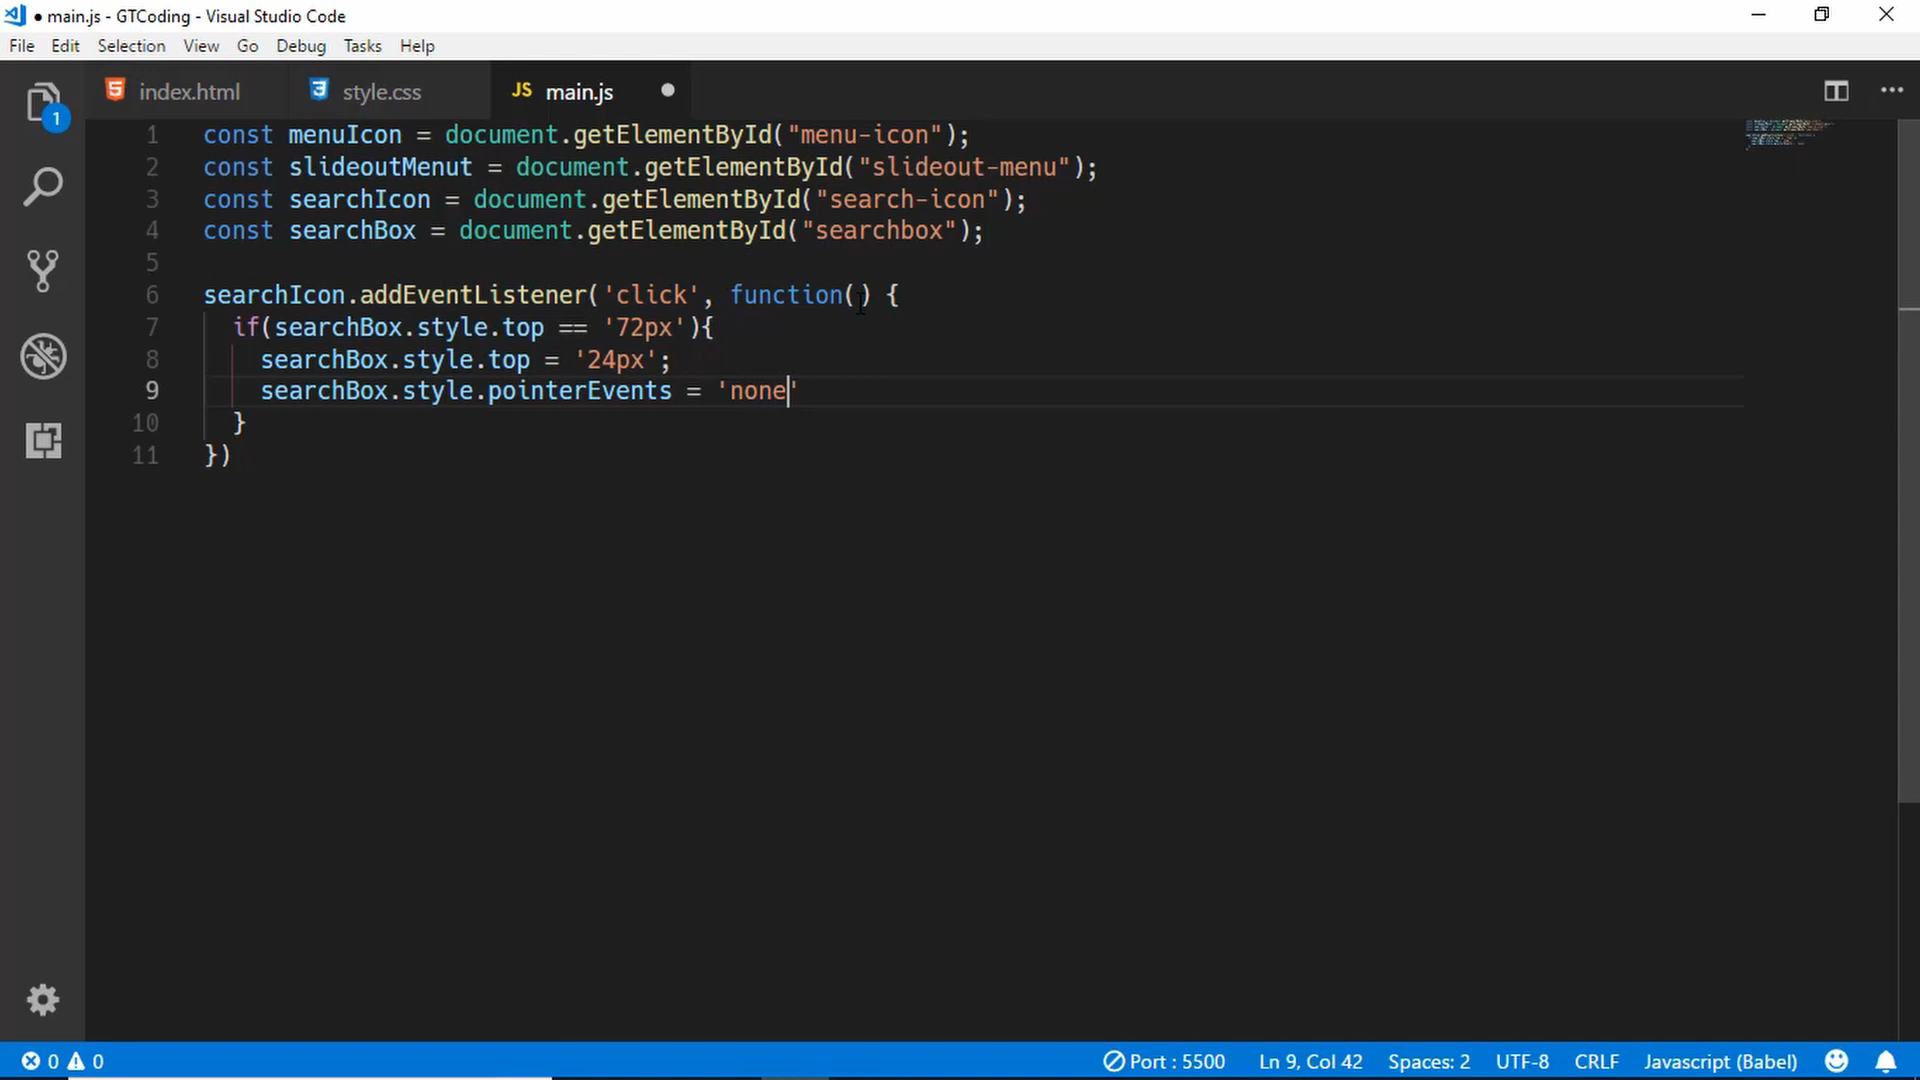 ● main.js - GTCoding - Visual Studio Code
File Edit Selection View Go Debug Tasks Help
1
index.html style.css JS main.js
1 const menuIcon = document.getElementById("menu-icon");
2 const slideoutMenut = document.getElementById("slideout-menu");
3 const searchIcon = document.getElementById("search-icon");
4 const searchBox = document.getElementById("searchbox");
5
6 searchIcon.addEventListener('click', function() {
7 if(searchBox.style.top == '72px'){
8 searchBox.style.top = '24px';
9 searchBox.style.pointerEvents = 'none'
10 }
11 })
0 0 Port : 5500 Ln 9, Col 42 Spaces: 2 UTF-8 CRLF Javascript (Babel)